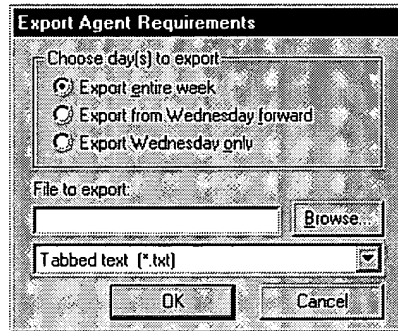 Export Agent Requirements
Choose day(s) to export
Export entire week
Export from Wednesday forward
Export Wednesday only
File to export:
Browse...
Tabbed text (*.txt)
OK Cancel